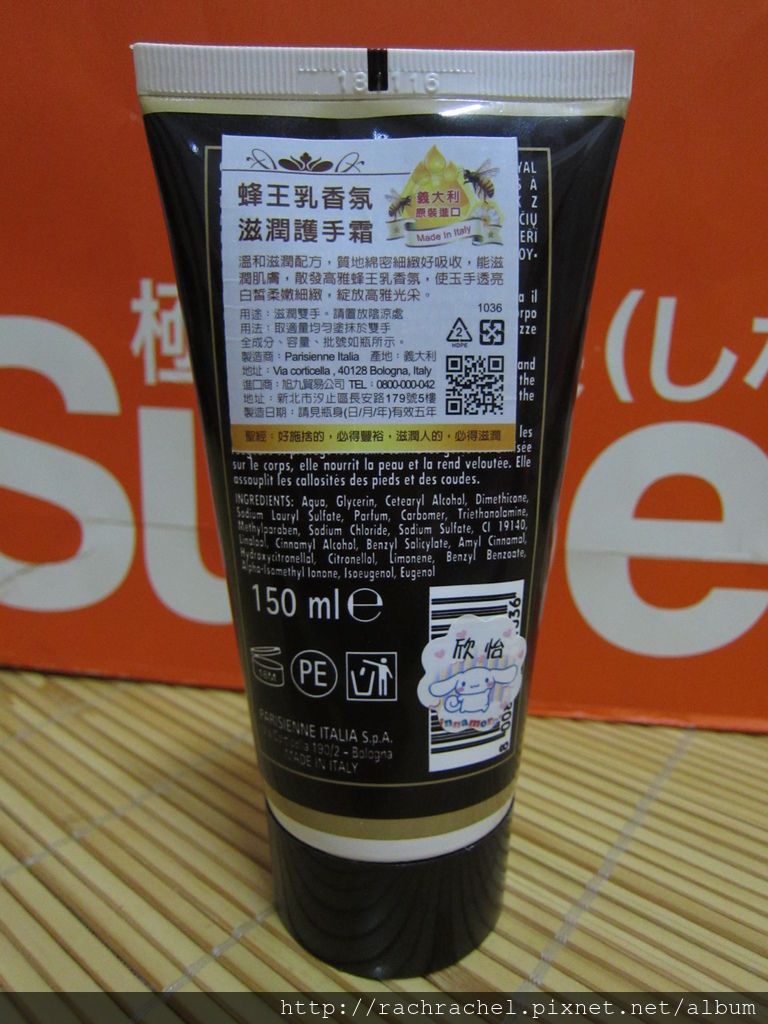 18 116
蜂王乳香氛
滋潤護手霜
義大利
原裝進口
Made in Italy
溫和滋潤配方，質地綿密細緻好吸收，能滋
潤肌膚，散發高雅蜂王乳香氛，使玉手透亮
白皙柔嫩細緻，綻放高雅光采。
用途：滋潤雙手。請置放陰涼處
1036
用法：取適量均勻塗抹於雙手
全成分、容量、批號如瓶所示。
2
HDPE
製造商：Parisienne Italia 產地：義大利
地址：Via corticella , 40128 Bologna, Italy
進口商：旭九貿易公司 TEL：0800-000-042
地址：新北市汐止區長安路179號5樓
製造日期：請見瓶身(日/月/年)有效五年
聖經：好施捨的，必得豐裕，滋潤人的，必得滋潤
sur le corps, elle nourrit la peau et la rend veloutée. Elle
assouplit les callosités des pieds et des coudes.
INGREDIENTS: Aqua, Glycerin, Cetearyl Alcohol, Dimethicone,
Sodium Lauryl Sulfate, Parfum, Carbomer, Triethanolamine,
Methylparaben, Sodium Chloride, Sodium Sulfate, CI 19140,
Linalool, Cinnamyl Alcohol, Benzyl Salicylate, Amyl Cinnamal,
Hydroxycitronellal, Citronellol, Limonene, Benzyl Benzoate,
Alpha-Isomethyl Ionone, Isoeugenol, Eugenol
150 ml e
欣怡
PE
PARISIENNE ITALIA S.p.A.
190/2 - Bologna
MADE IN ITALY
極
(しな
Su
e
http://rachrachel.pixnet.net/album